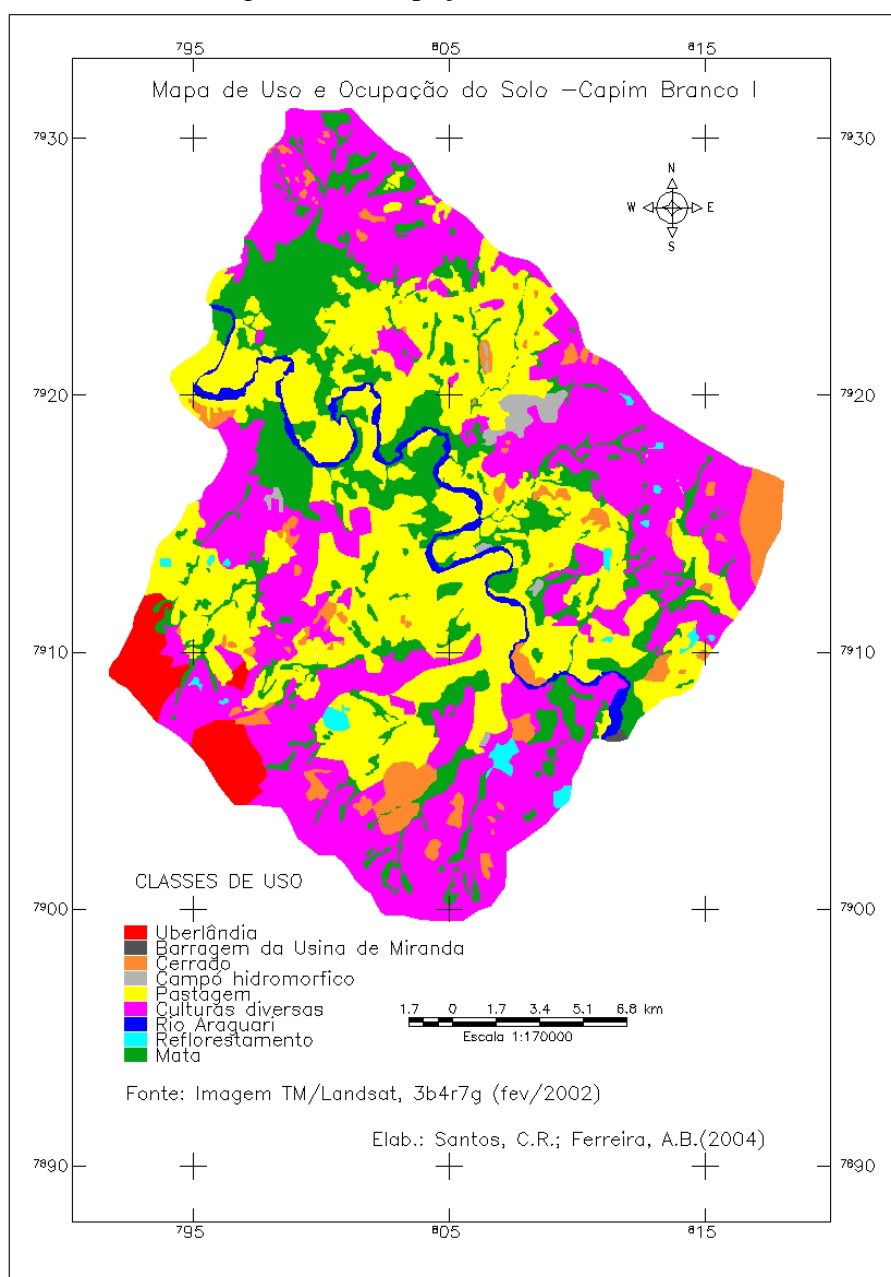 795 805 815
Mapa de Uso e Ocupação do Solo -Capim Branco I
7930 7930
N
W E
S
7920 7920
7910 7910
CLASSES DE USO
7900 7900
Uberlândia
Barragem da Usina de Miranda
Cerrado
Campo hidromorfico
Pastagem
Culturas diversas
Rio Araguari
Reflorestamento
Mata
1.7 0 1.7 3.4 5.1 6.8 km
Escala 1:170000
Fonte: Imagem TM/Landsat, 3b4r7g (fev/2002)
Elab.: Santos, C.R.; Ferreira, A.B.(2004)
7890 7890
795 805 815